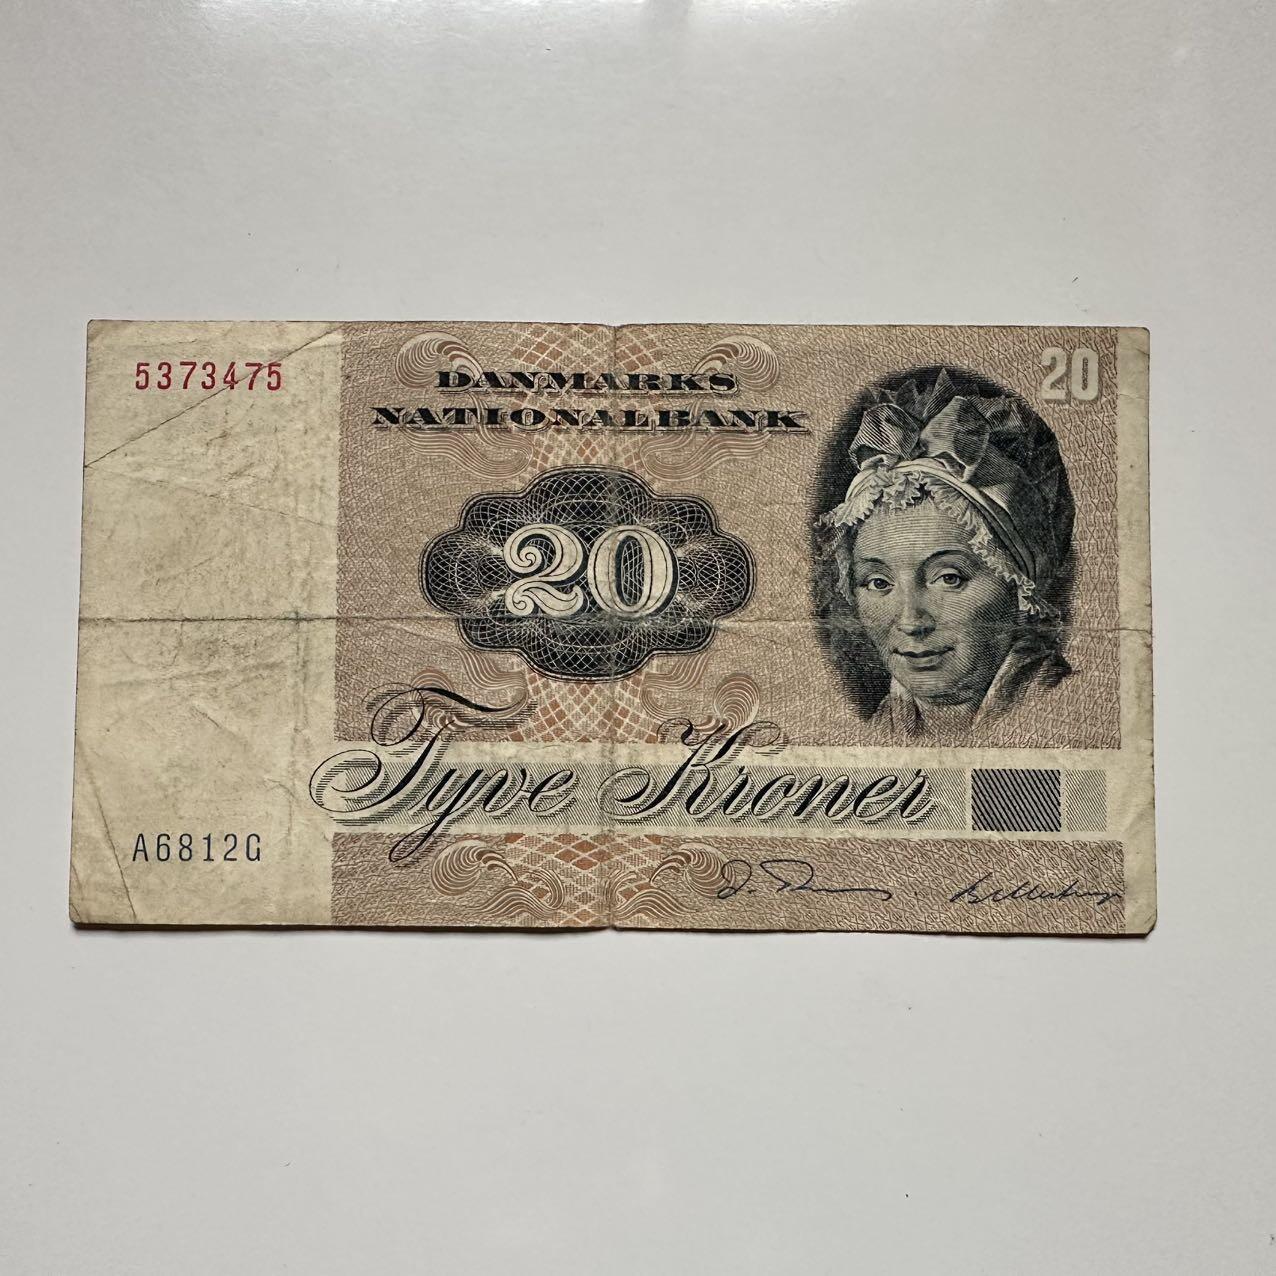 5373475
DANMARKS
NATIONALBANK
20
20
Tyve Kroner
A6812G